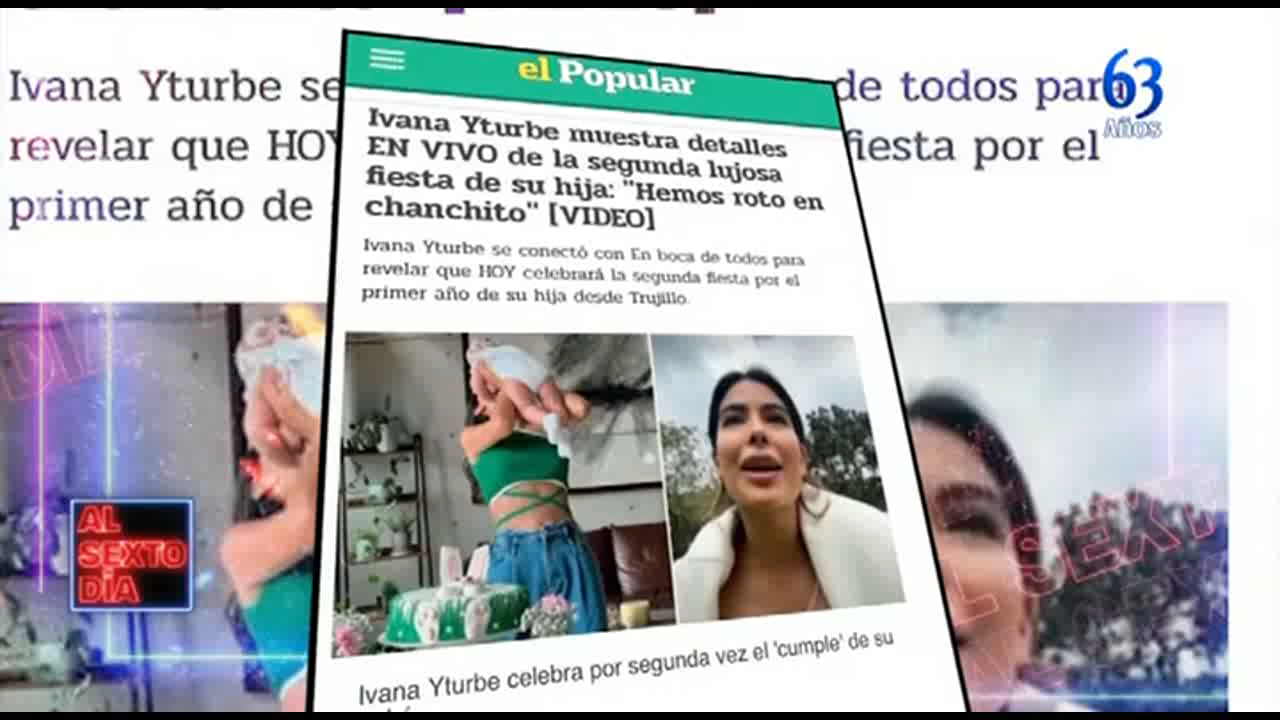 Ivana Yturbe se
de todos para
revelar que HOY
fiesta por el
primer año de
63
Años
el Popular
Ivana Yturbe muestra detalles
EN VIVO de la segunda lujosa
fiesta de su hija: "Hemos roto en
chanchito" [VIDEO]
Ivana Yturbe se conectó con En boca de todos para
revelar que HOY celebrará la segunda fiesta por el
primer año de su hija desde Trujillo.
AL
SEXTO
DÍA
Ivana Yturbe celebra por segunda vez el 'cumple' de su